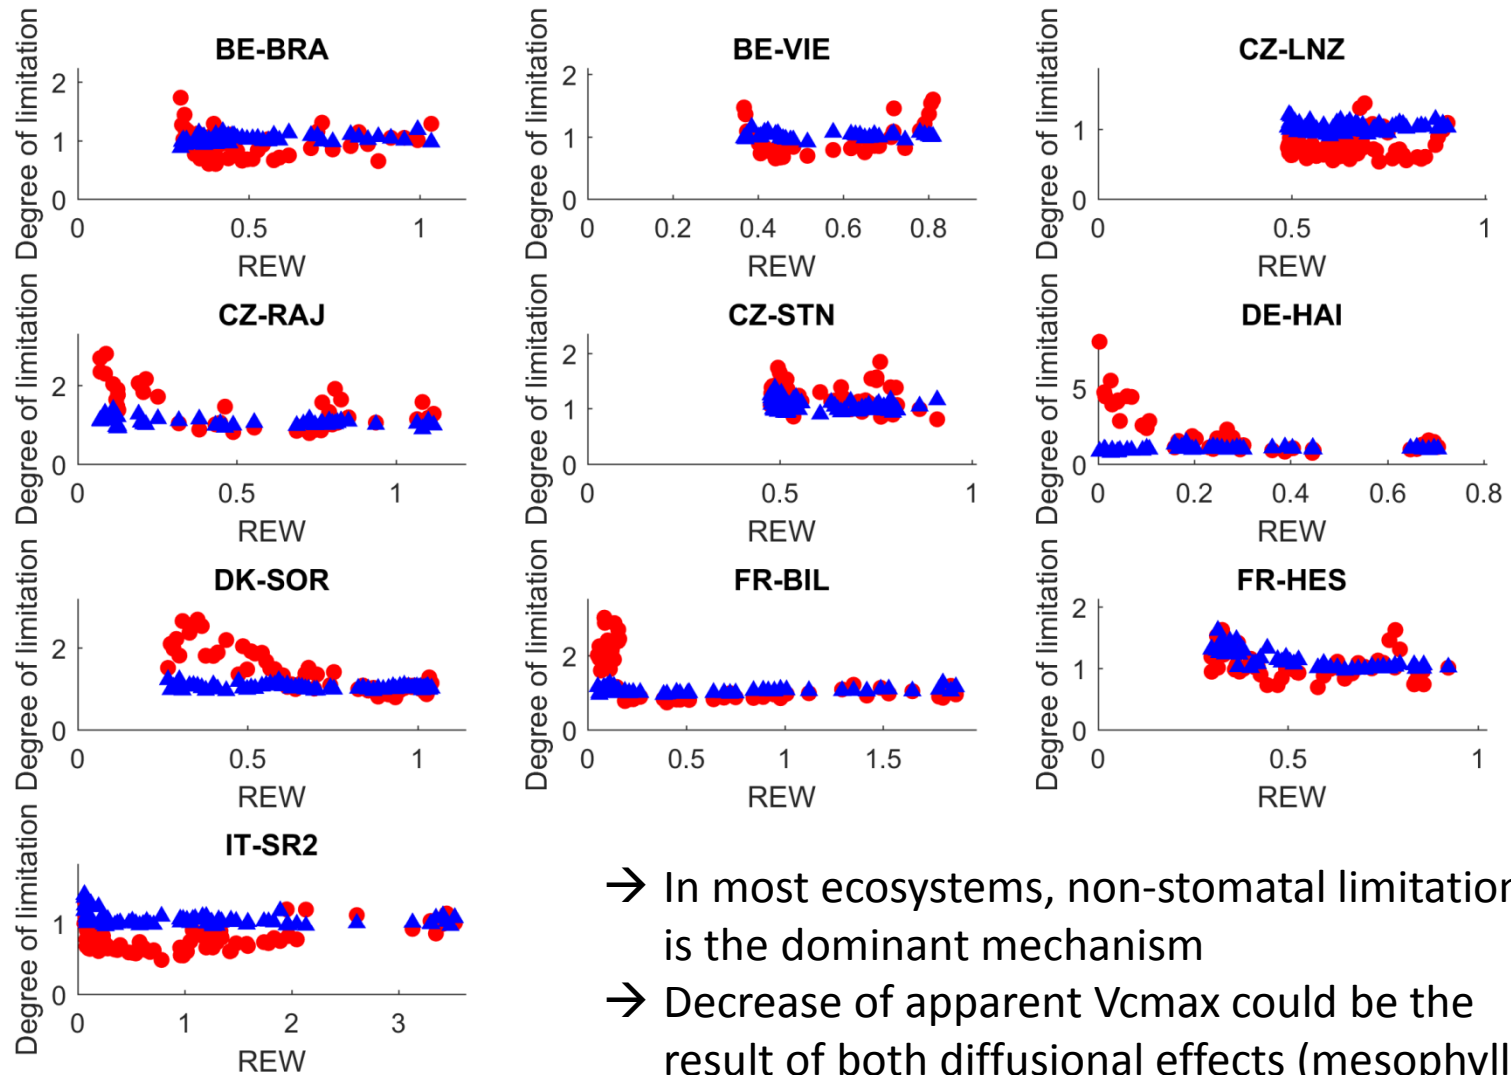 BE-BRA
BE-VIE
CZ-LNZ
Degree of limitation
2
1
0
0
0.5
1
REW
Degree of limitation
2
1
0
0
0.2
0.4
0.6
0.8
REW
Degree of limitation
1
0
0
0.5
1
REW
CZ-RAJ
CZ-STN
DE-HAI
Degree of limitation
2
0
0
0.5
1
REW
Degree of limitation
2
1
0
0
0.5
1
REW
Degree of limitation
5
0
0
0.2
0.4
0.6
0.8
REW
DK-SOR
FR-BIL
FR-HES
Degree of limitation
2
0
0
0.5
1
REW
Degree of limitation
2
0
0
0.5
1
1.5
REW
Degree of limitation
2
1
0
0
0.5
1
REW
IT-SR2
Degree of limitation
1
0
0
1
2
3
REW
→ In most ecosystems, non-stomatal limitation
is the dominant mechanism
→ Decrease of apparent Vcmax could be the
result of both diffusional effects (mesophyll